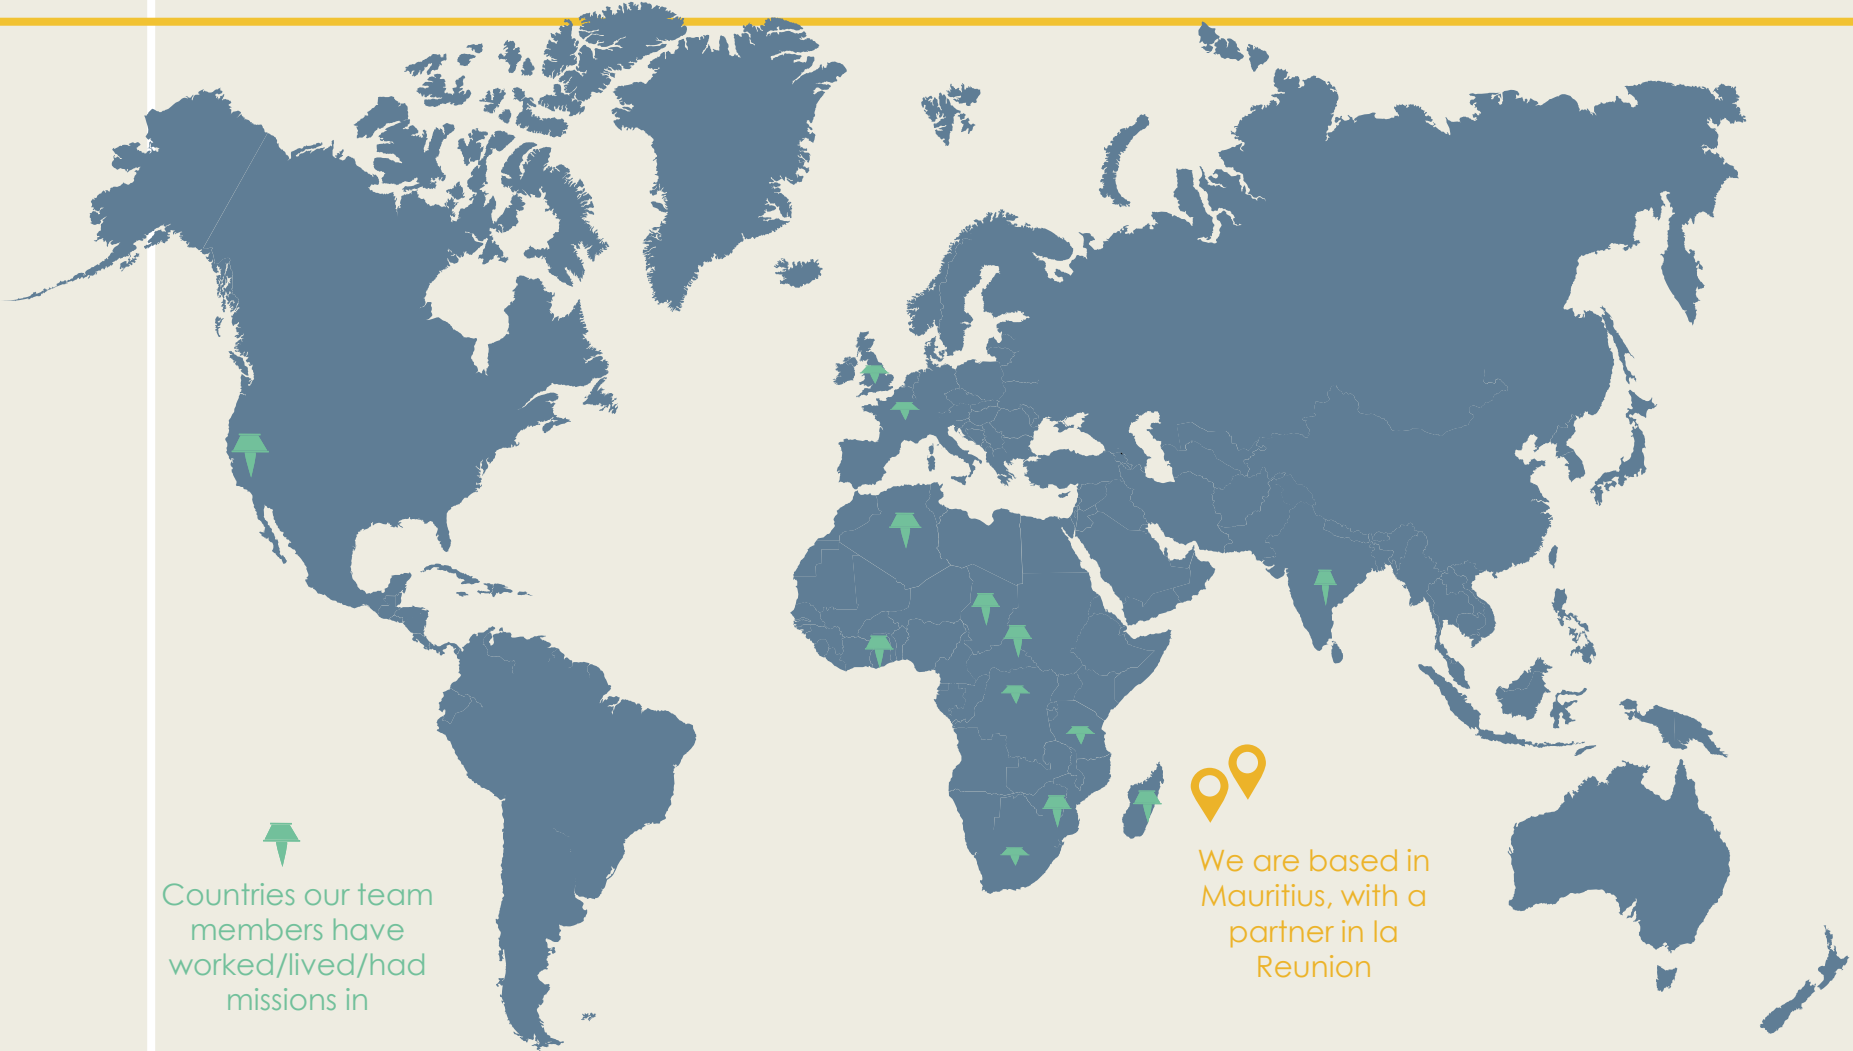 Countries our team
members have
worked/lived/had
missions in
We are based in
Mauritius, with a
partner in la
Reunion